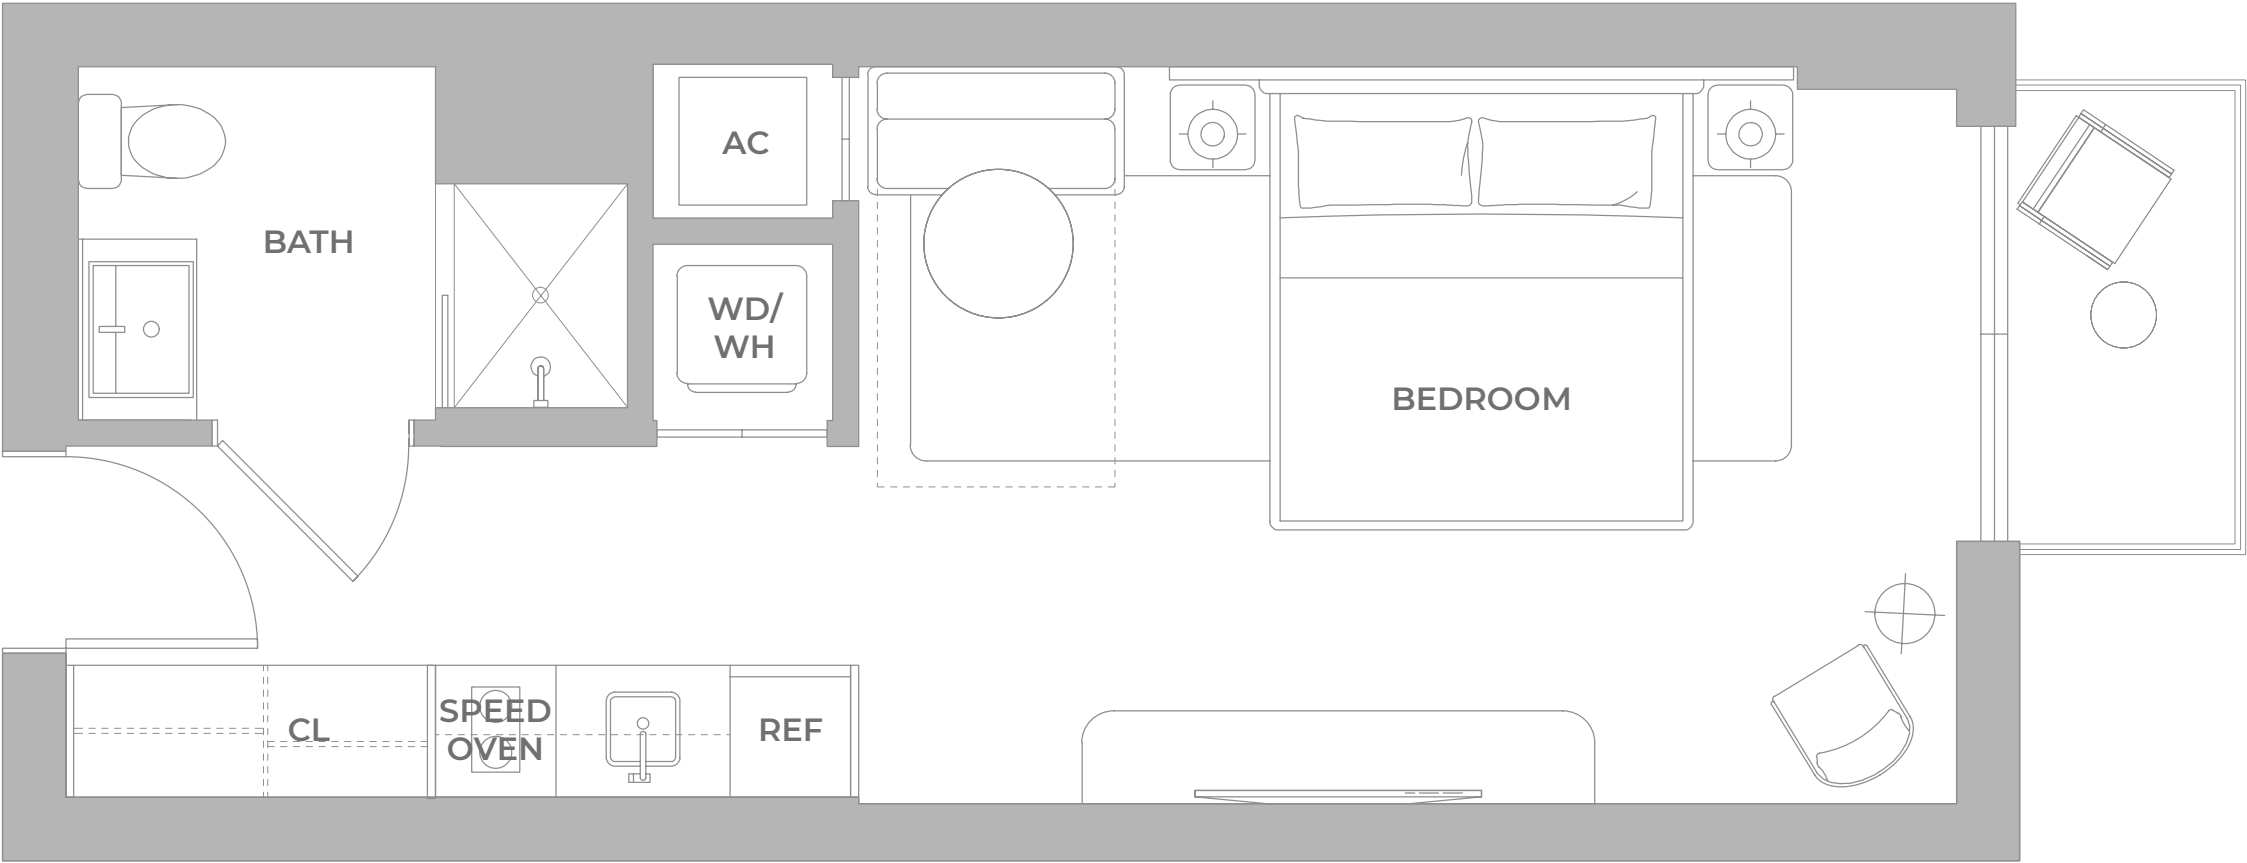 AC
BATH
WD/
WH
BEDROOM
CL
SPEED
OVEN
REF